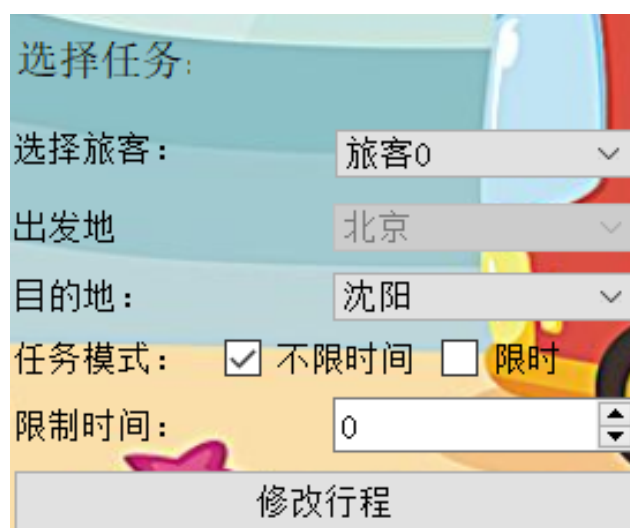 选择任务:
选择旅客： 旅客0
出发地 北京
目的地： 沈阳
任务模式： 不限时间 限时
限制时间： 0
修改行程